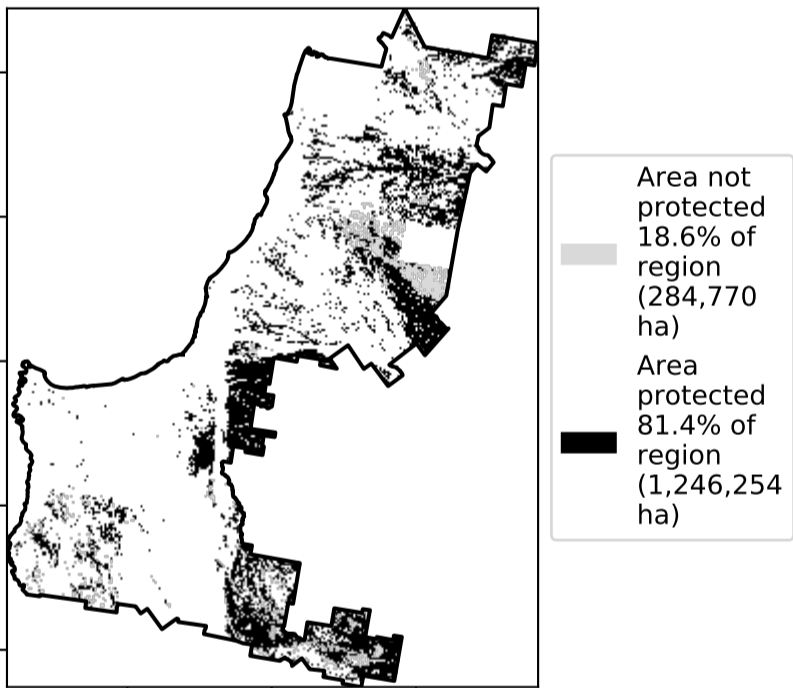 Area not
protected
18.6% of
region
(284,770
ha)
Area
protected
81.4% of
region
(1,246,254
ha)